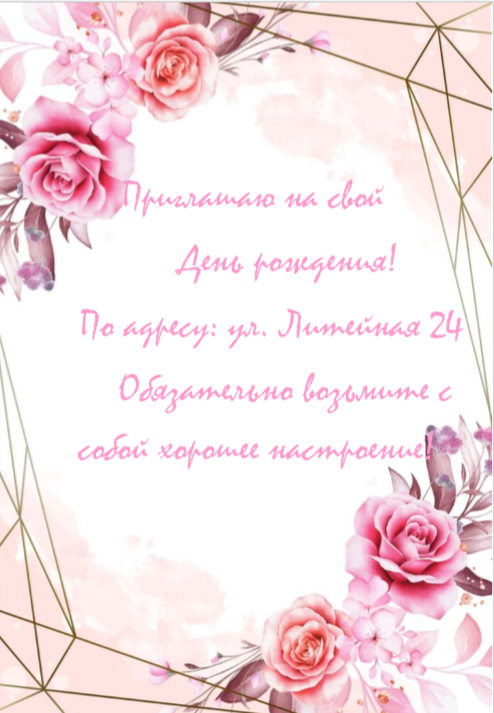 Приглашаю на свой
День рождения!
По адресу: ул. Литейная 24
Обязательно возьмите с
собой хорошее настроение!